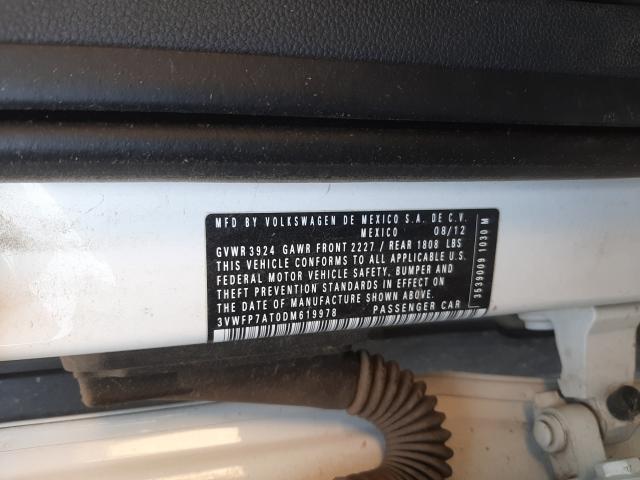 MFD BY VOLKSWAGEN DE MEXICO S.A. DE C.V.
MEXICO 08/12
GVWR 3924 GAWR FRONT 2227 / REAR 1808 LBS
THIS VEHICLE CONFORMS TO ALL APPLICABLE U.S.
FEDERAL MOTOR VEHICLE SAFETY, BUMPER AND
THEFT PREVENTION STANDARDS IN EFFECT ON
THE DATE OF MANUFACTURE SHOWN ABOVE.
3VWFP7AT0DM619978 PASSENGER CAR
3539009 1030 M